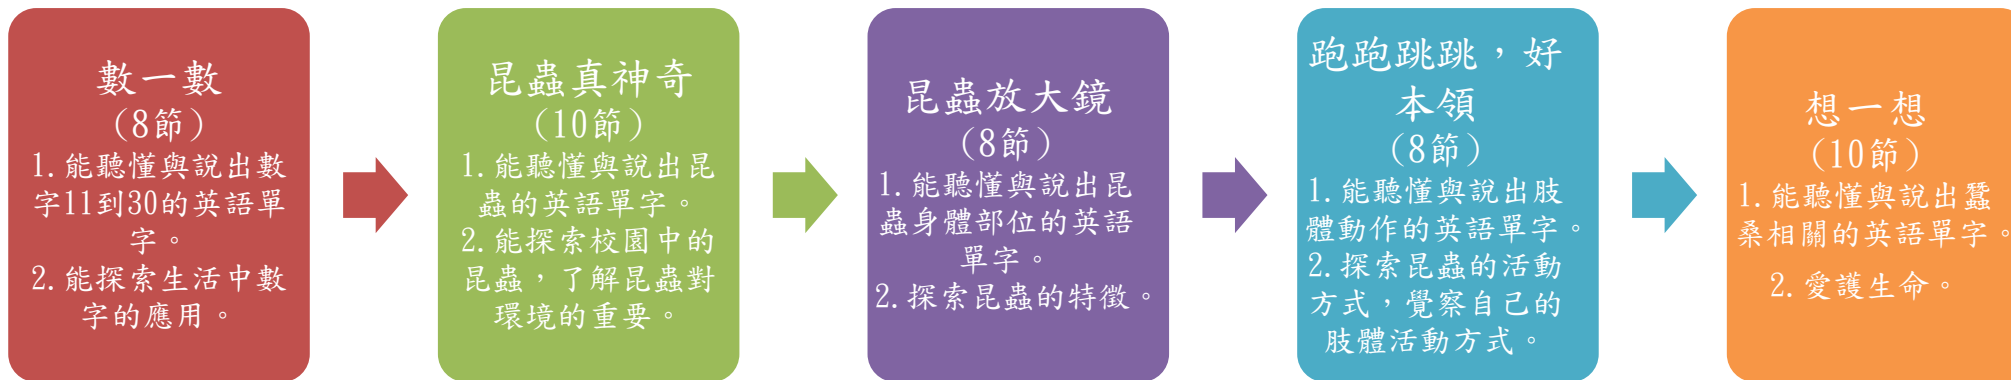 數一數
(8節)
1.能聽懂與說出數
字11到30的英語單
字。
2.能探索生活中數
字的應用。
昆蟲真神奇
(10節)
1.能聽懂與說出昆
蟲的英語單字。
2.能探索校園中的
昆蟲,了解昆蟲對
環境的重要。
昆蟲放大鏡
(8節)
1.能聽懂與說出昆
蟲身體部位的英語
單字。
2.探索昆蟲的特徵。
跑跑跳跳,好
本領
(8節)
1.能聽懂與說出肢
體動作的英語單字。
2.探索昆蟲的活動
方式,覺察自己的
肢體活動方式。
想一想
(10節)
1.能聽懂與說出蠶
桑相關的英語單字。
2.愛護生命。